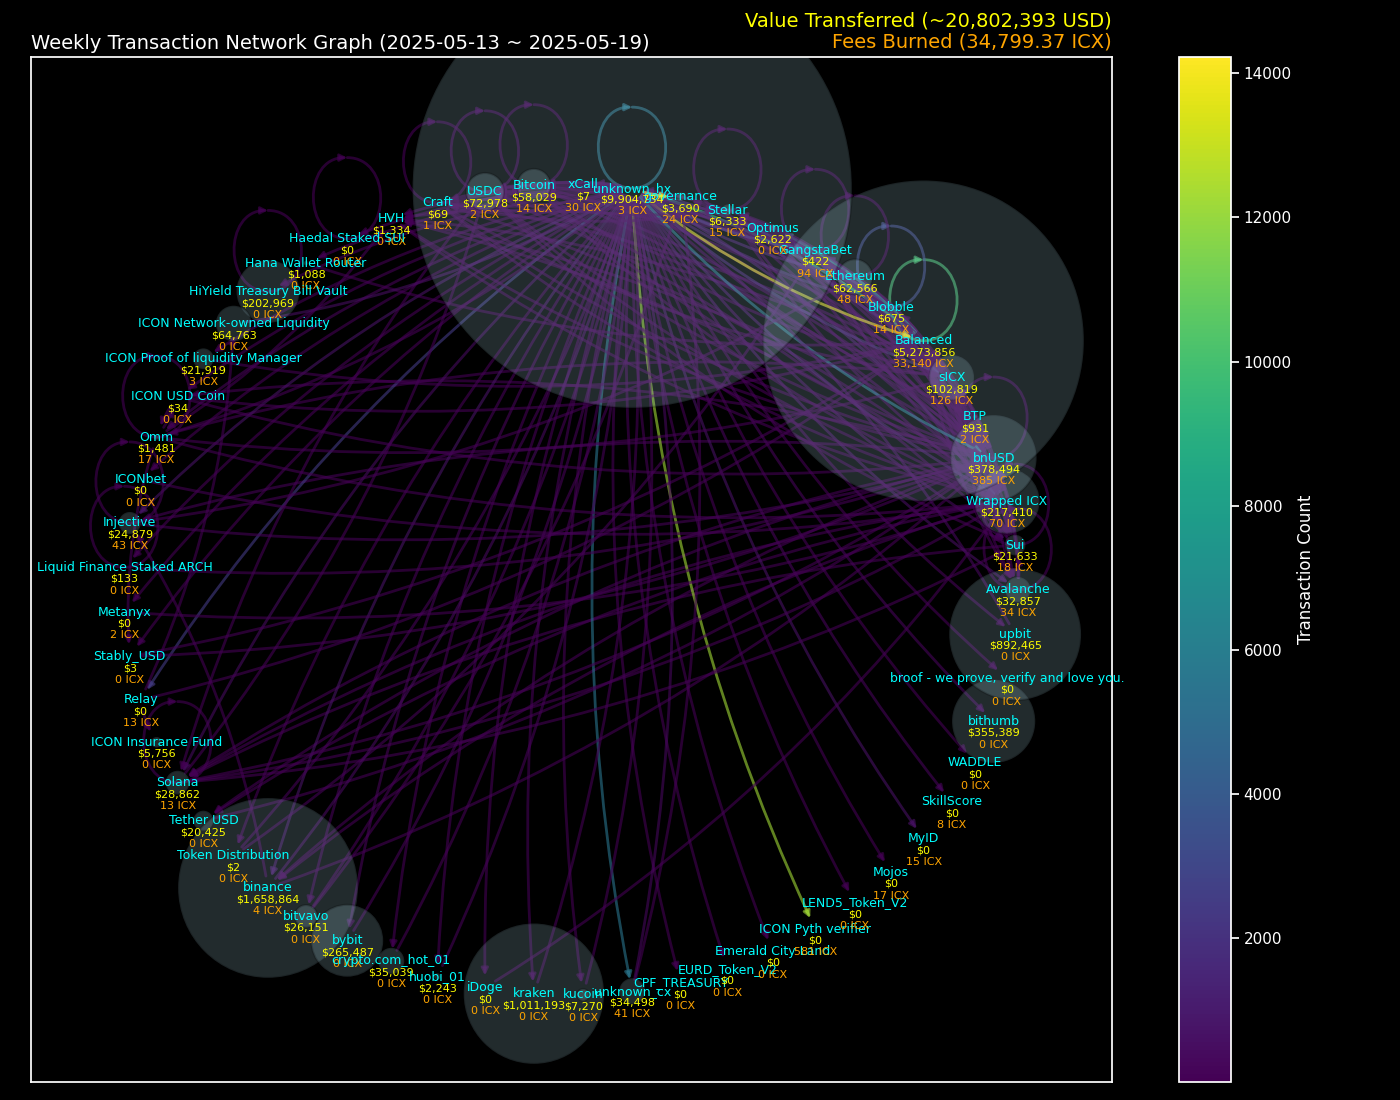 Value Transferred (~20,802,393 USD)
Weekly Transaction Network Graph (2025-05-13 ~ 2025-05-19)
Fees Burned (34,799.37 ICX)
unknown_hx
3 ICX
xCall
$7
30 ICX
Bitcoin
$58,029
14 ICX
USDC
$72,978
2 ICX
Craft
$69
1 ICX
HVH
$1,334
Haedal Staked SUI
$0
Hana Wallet Router
$1,088
0 ICX
HiYield Treasury Bill Vault
$202,969
0 ICX
ICON Network-owned Liquidity
$64,763
0 ICX
ICON Proof of liquidity Manager
$21,919
3 ICX
ICON USD Coin
$34
0 ICX
Omm
$1,481
17 ICX
ICONbet
$0
0 ICX
Injective
$24,879
43 ICX
Liquid Finance Staked ARCH
$133
0 ICX
Metanyx
$0
2 ICX
Stably_USD
$3
0 ICX
Relay
$0
13 ICX
ICON Insurance Fund
$5,756
0 ICX
Solana
$28,862
13 ICX
Tether USD
$20,425
0 ICX
Token Distribution
$2
0 ICX
binance
$1,658,864
4 ICX
bitvavo
$26,151
0 ICX
bybit
$265,487
0 ICX
crypto.com_hot_01
$35,039
0 ICX
huobi_01
$2,243
0 ICX
iDoge
$0
0 ICX
kraken
$1,011,193
0 ICX
kucoin
$7,270
0 ICX
unknown_cx
$34,498
41 ICX
CPF_TREASURY
$0
0 ICX
EURD_Token_V2
$0
0 ICX
Emerald City Land
$0
0 ICX
ICON Pyth verifier
$0
LEND5_Token_V2
$0
0 ICX
Mojos
$0
17 ICX
MyID
$0
15 ICX
SkillScore
$0
8 ICX
WADDLE
$0
0 ICX
bithumb
$355,389
0 ICX
broof - we prove, verify and love you.
$0
0 ICX
upbit
$892,465
0 ICX
Avalanche
$32,857
34 ICX
Sui
$21,633
18 ICX
Wrapped ICX
$217,410
70 ICX
bnUSD
$378,494
385 ICX
BTP
$931
2 ICX
sICX
$102,819
126 ICX
Balanced
$5,273,856
33,140 ICX
Blobble
$675
14 ICX
Ethereum
$62,566
48 ICX
GangstaBet
$422
94 ICX
Optimus
$2,622
0 ICX
Stellar
$6,333
15 ICX
Governance
$3,690
24 ICX
14000
12000
10000
8000
6000
4000
2000
Transaction Count